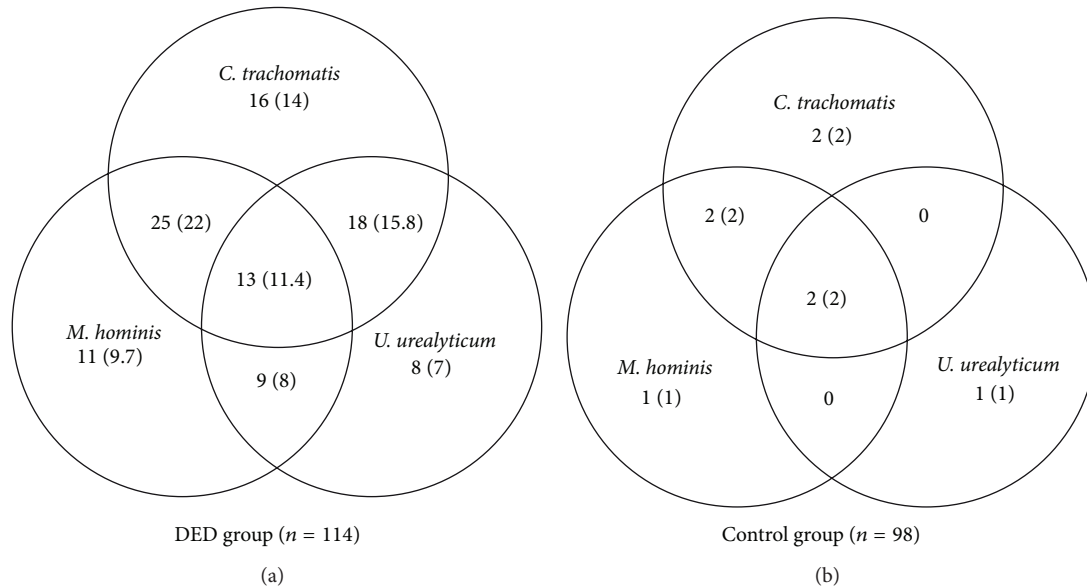 C. trachomatis
16 (14)
25 (22)
18 (15.8)
13 (11.4)
M. hominis
11 (9.7)
U. urealyticum
8 (7)
9 (8)
DED group (n = 114)
(a)
C. trachomatis
2 (2)
2 (2)
0
2 (2)
M. hominis
1 (1)
U. urealyticum
1 (1)
0
Control group (n = 98)
(b)